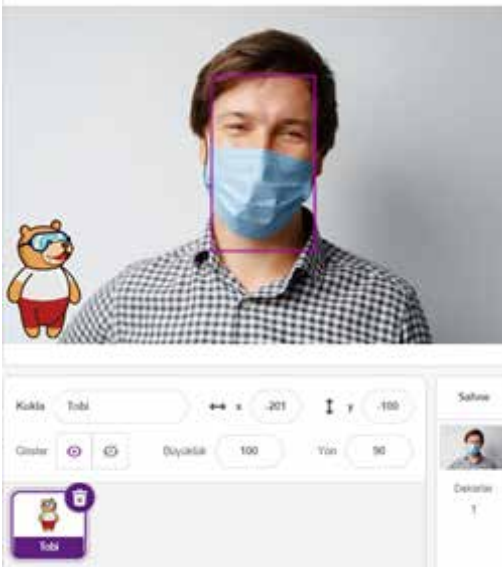 Kukla Tobi x -201 y -100 Sahne
Göster Büyüklük 100 Yön 90
Dekorlar
1
Tobi